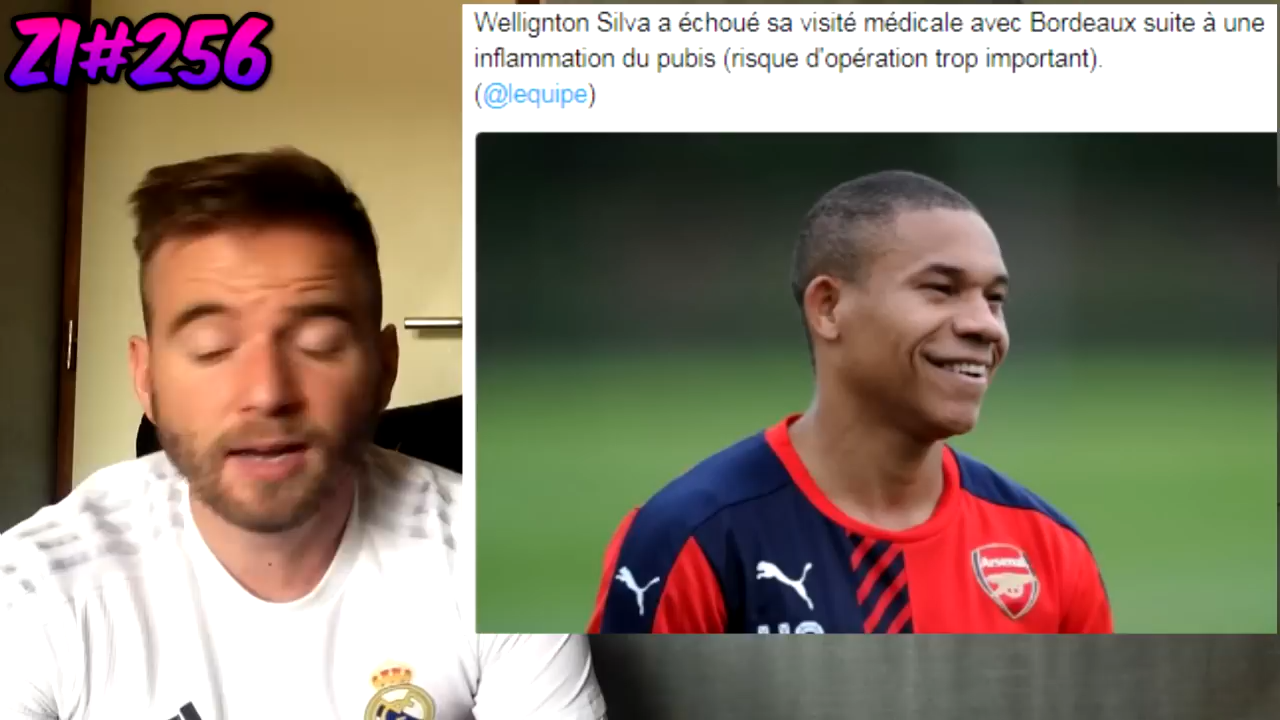 ZI#256
Wellignton Silva a échoué sa visité médicale avec Bordeaux suite à une
inflammation du pubis (risque d'opération trop important).
(@lequipe)
Arsenal